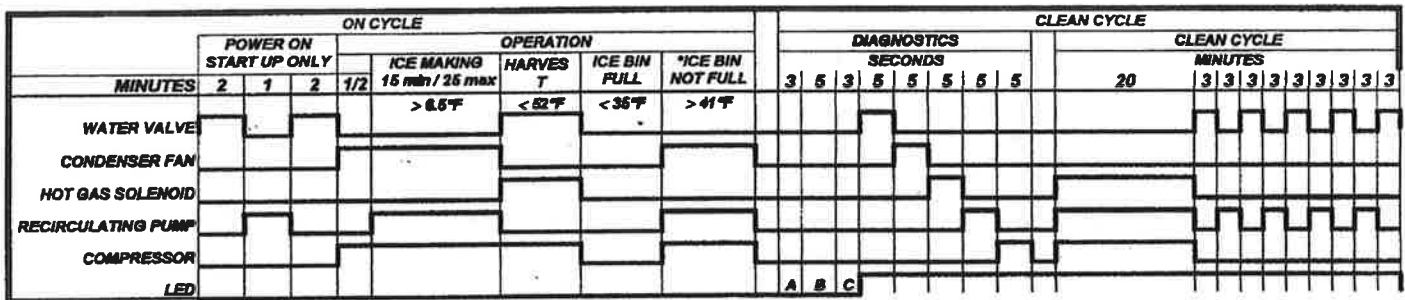 ON CYCLE CLEAN CYCLE
POWER ON START UP ONLY OPERATION DIAGNOSTICS CLEAN CYCLE
ICE MAKING 15 min / 25 max HARVES T ICE BIN FULL *ICE BIN NOT FULL SECONDS MINUTES
MINUTES 2 1 2 1/2 3 5 3 5 5 5 5 5 20 3 3 3 3 3 3 3 3 3
> 6.5°F < 52°F < 35°F > 41°F
WATER VALVE
CONDENSER FAN
HOT GAS SOLENOID
RECIRCULATING PUMP
COMPRESSOR
LED A B C